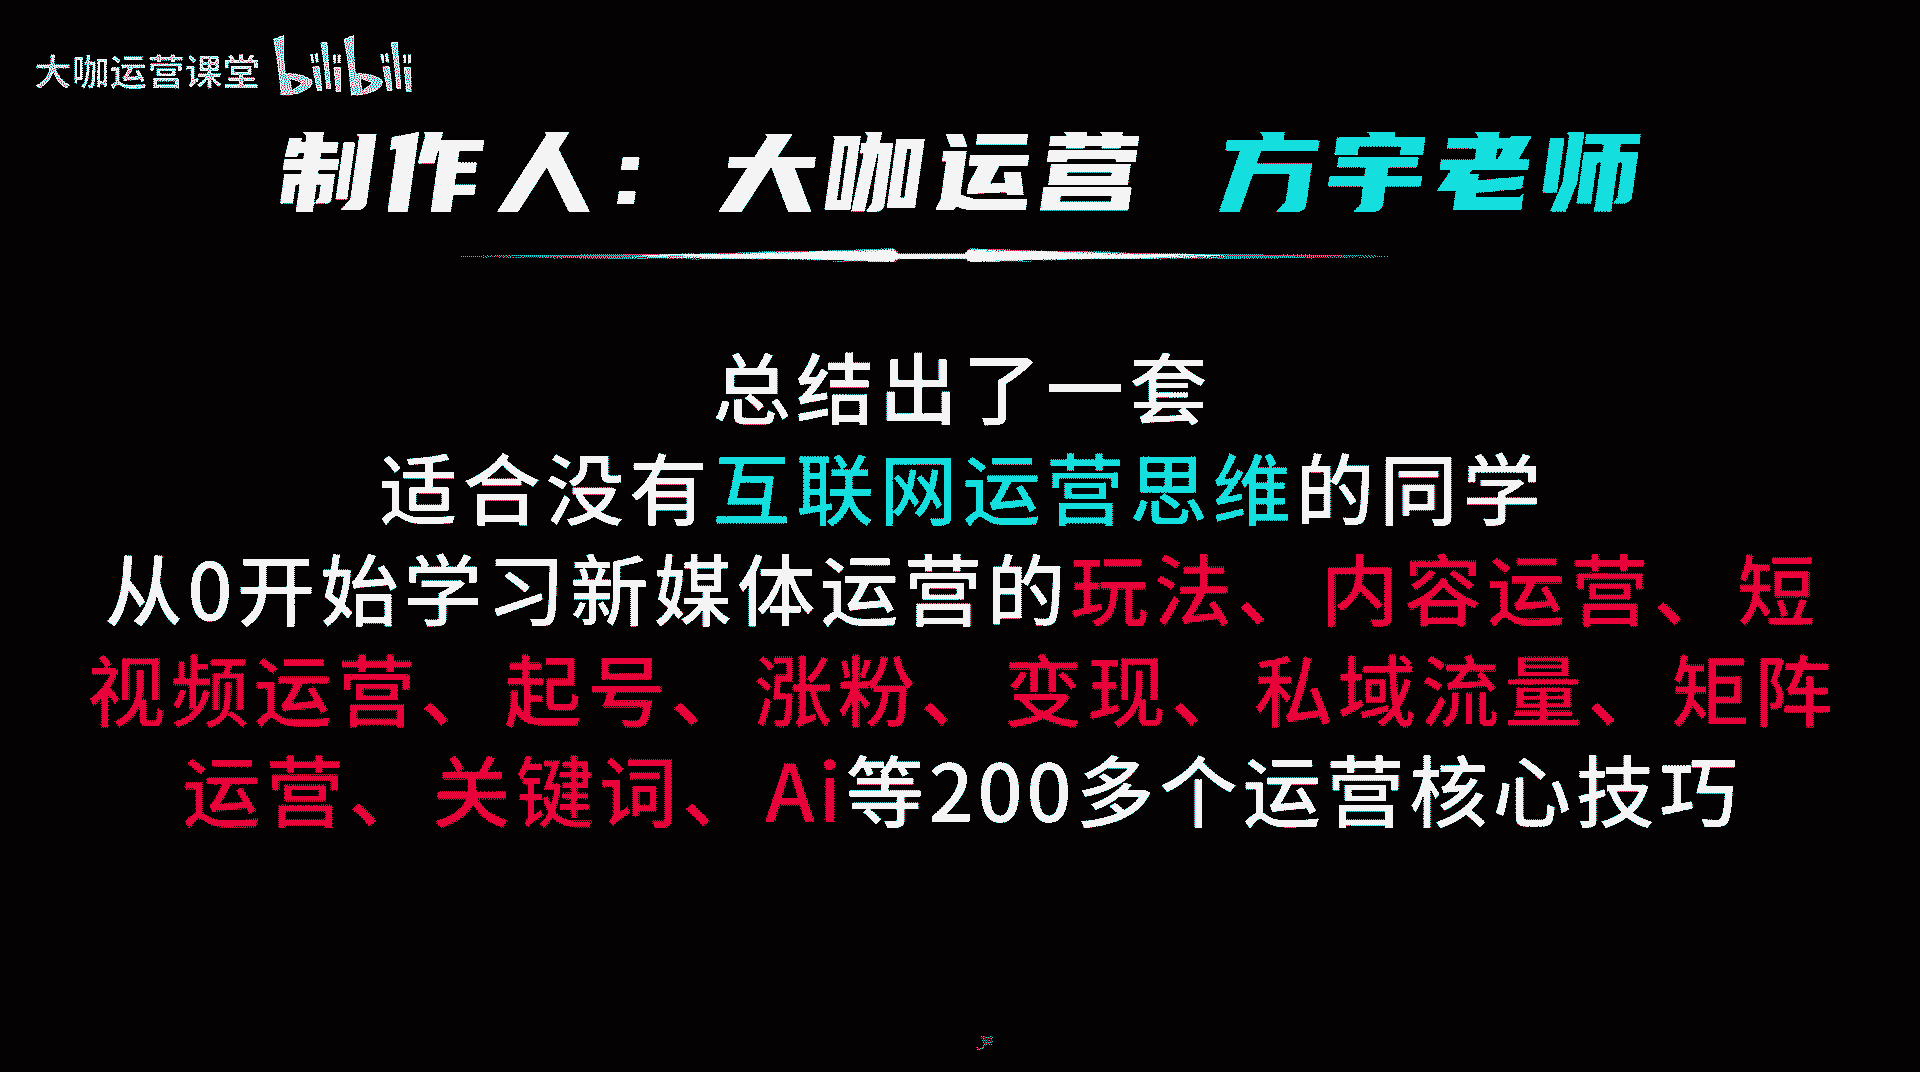 大咖运营课堂 bilibili
制作人：大咖运营 方宇老师
总结出了一套
适合没有互联网运营思维的同学
从0开始学习新媒体运营的玩法、内容运营、短
视频运营、起号、涨粉、变现、私域流量、矩阵
运营、关键词、Ai等200多个运营核心技巧